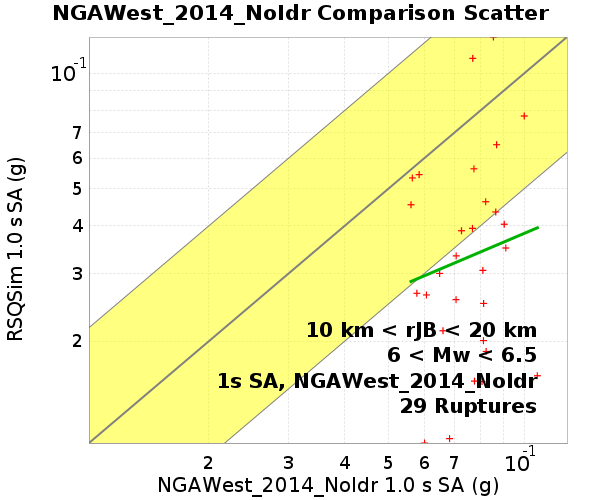 NGAWest_2014_NoIdr Comparison Scatter
RSQSim 1.0 s SA (g)
10⁻¹
7
6
5
4
3
2
10 km < rJB < 20 km
6 < Mw < 6.5
1s SA, NGAWest_2014_NoIdr
29 Ruptures
2 3 4 5 6 7 10⁻¹
NGAWest_2014_NoIdr 1.0 s SA (g)